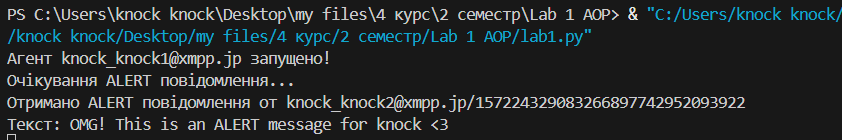 PS C:\Users\knock knock\Desktop\my files\4 курс\2 семестр\Lab 1 АОР> & "C:/Users/knock knock/
/knock knock/Desktop/my files/4 курс/2 семестр/Lab 1 АОР/lab1.py"
Агент knock_knock1@xmpp.jp запущено!
Очікування ALERT повідомлення...
Отримано ALERT повідомлення от knock_knock2@xmpp.jp/157224329083266897742952093922
Текст: OMG! This is an ALERT message for knock <3